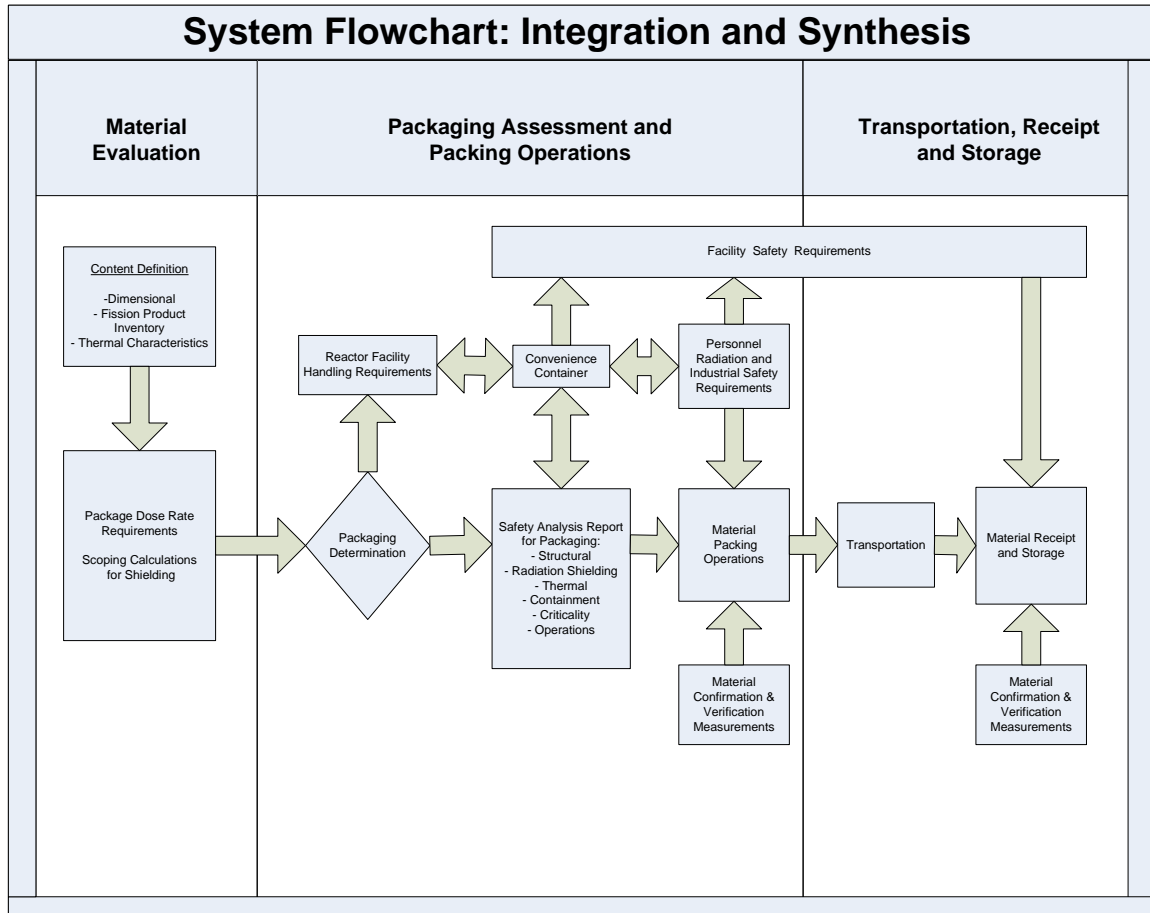 System Flowchart: Integration and Synthesis
Material
Evaluation
Packaging Assessment and
Packing Operations
Transportation, Receipt
and Storage
Content Definition
-Dimensional
- Fission Product
Inventory
- Thermal Characteristics
Package Dose Rate
Requirements
Scoping Calculations
for Shielding
Facility Safety Requirements
Reactor Facility
Handling Requirements
Convenience
Container
Personnel
Radiation and
Industrial Safety
Requirements
Packaging
Determination
Safety Analysis Report
for Packaging:
- Structural
- Radiation Shielding
- Thermal
- Containment
- Criticality
- Operations
Material
Packing
Operations
Material
Confirmation &
Verification
Measurements
Transportation
Material Receipt
and Storage
Material
Confirmation &
Verification
Measurements